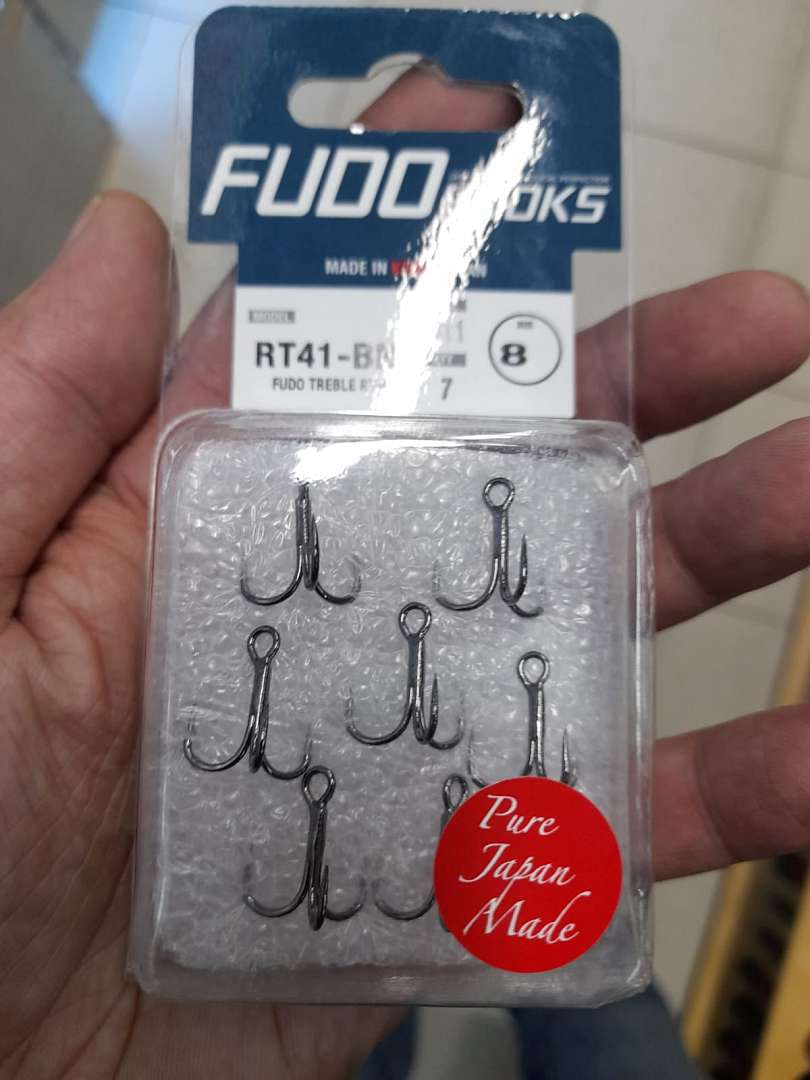 FUDO
MADE IN
MODEL
RT41-BN
8
FUDO TREBLE
7
Pure
Japan
Made